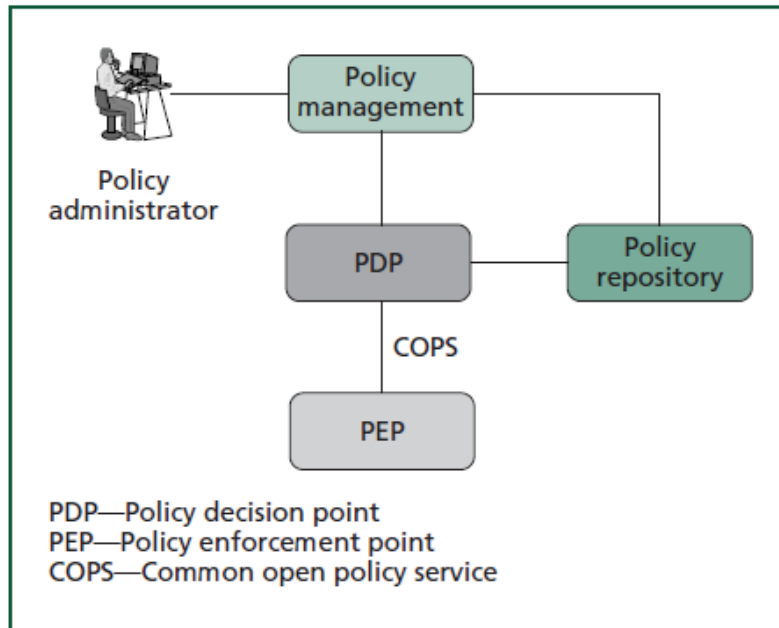 Policy
management
Policy
administrator
PDP
Policy
repository
COPS
PEP
PDP—Policy decision point
PEP—Policy enforcement point
COPS—Common open policy service